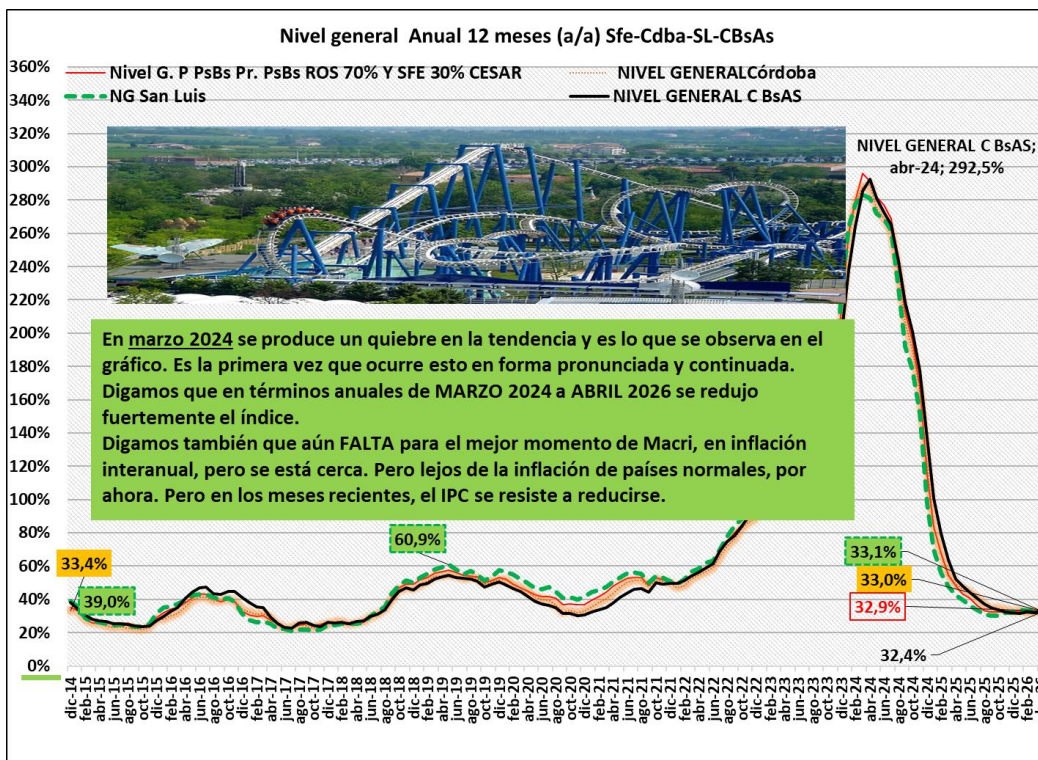 Nivel general Anual 12 meses (a/a) Sfe-Cdba-SL-CBsAs
360%
340%
320%
300%
280%
260%
240%
220%
200%
180%
160%
140%
120%
100%
80%
60%
40%
20%
0%
Nivel G. P PsBs Pr. PsBs ROS 70% Y SFE 30% CESAR
NIVEL GENERALCórdoba
NG San Luis
NIVEL GENERAL C BsAS
NIVEL GENERAL C BsAS;
abr-24; 292,5%
En marzo 2024 se produce un quiebre en la tendencia y es lo que se observa en el
gráfico. Es la primera vez que ocurre esto en forma pronunciada y continuada.
Digamos que en términos anuales de MARZO 2024 a ABRIL 2026 se redujo
fuertemente el índice.
Digamos también que aún FALTA para el mejor momento de Macri, en inflación
interanual, pero se está cerca. Pero lejos de la inflación de países normales, por
ahora. Pero en los meses recientes, el IPC se resiste a reducirse.
33,4%
39,0%
60,9%
33,1%
33,0%
32,9%
32,4%
dic-14
feb-15
abr-15
jun-15
ago-15
oct-15
dic-15
feb-16
abr-16
jun-16
ago-16
oct-16
dic-16
feb-17
abr-17
jun-17
ago-17
oct-17
dic-17
feb-18
abr-18
jun-18
ago-18
oct-18
dic-18
feb-19
abr-19
jun-19
ago-19
oct-19
dic-19
feb-20
abr-20
jun-20
ago-20
oct-20
dic-20
feb-21
abr-21
jun-21
ago-21
oct-21
dic-21
feb-22
abr-22
jun-22
ago-22
oct-22
dic-22
feb-23
abr-23
jun-23
ago-23
oct-23
dic-23
feb-24
abr-24
jun-24
ago-24
oct-24
dic-24
feb-25
abr-25
jun-25
ago-25
oct-25
dic-25
feb-26